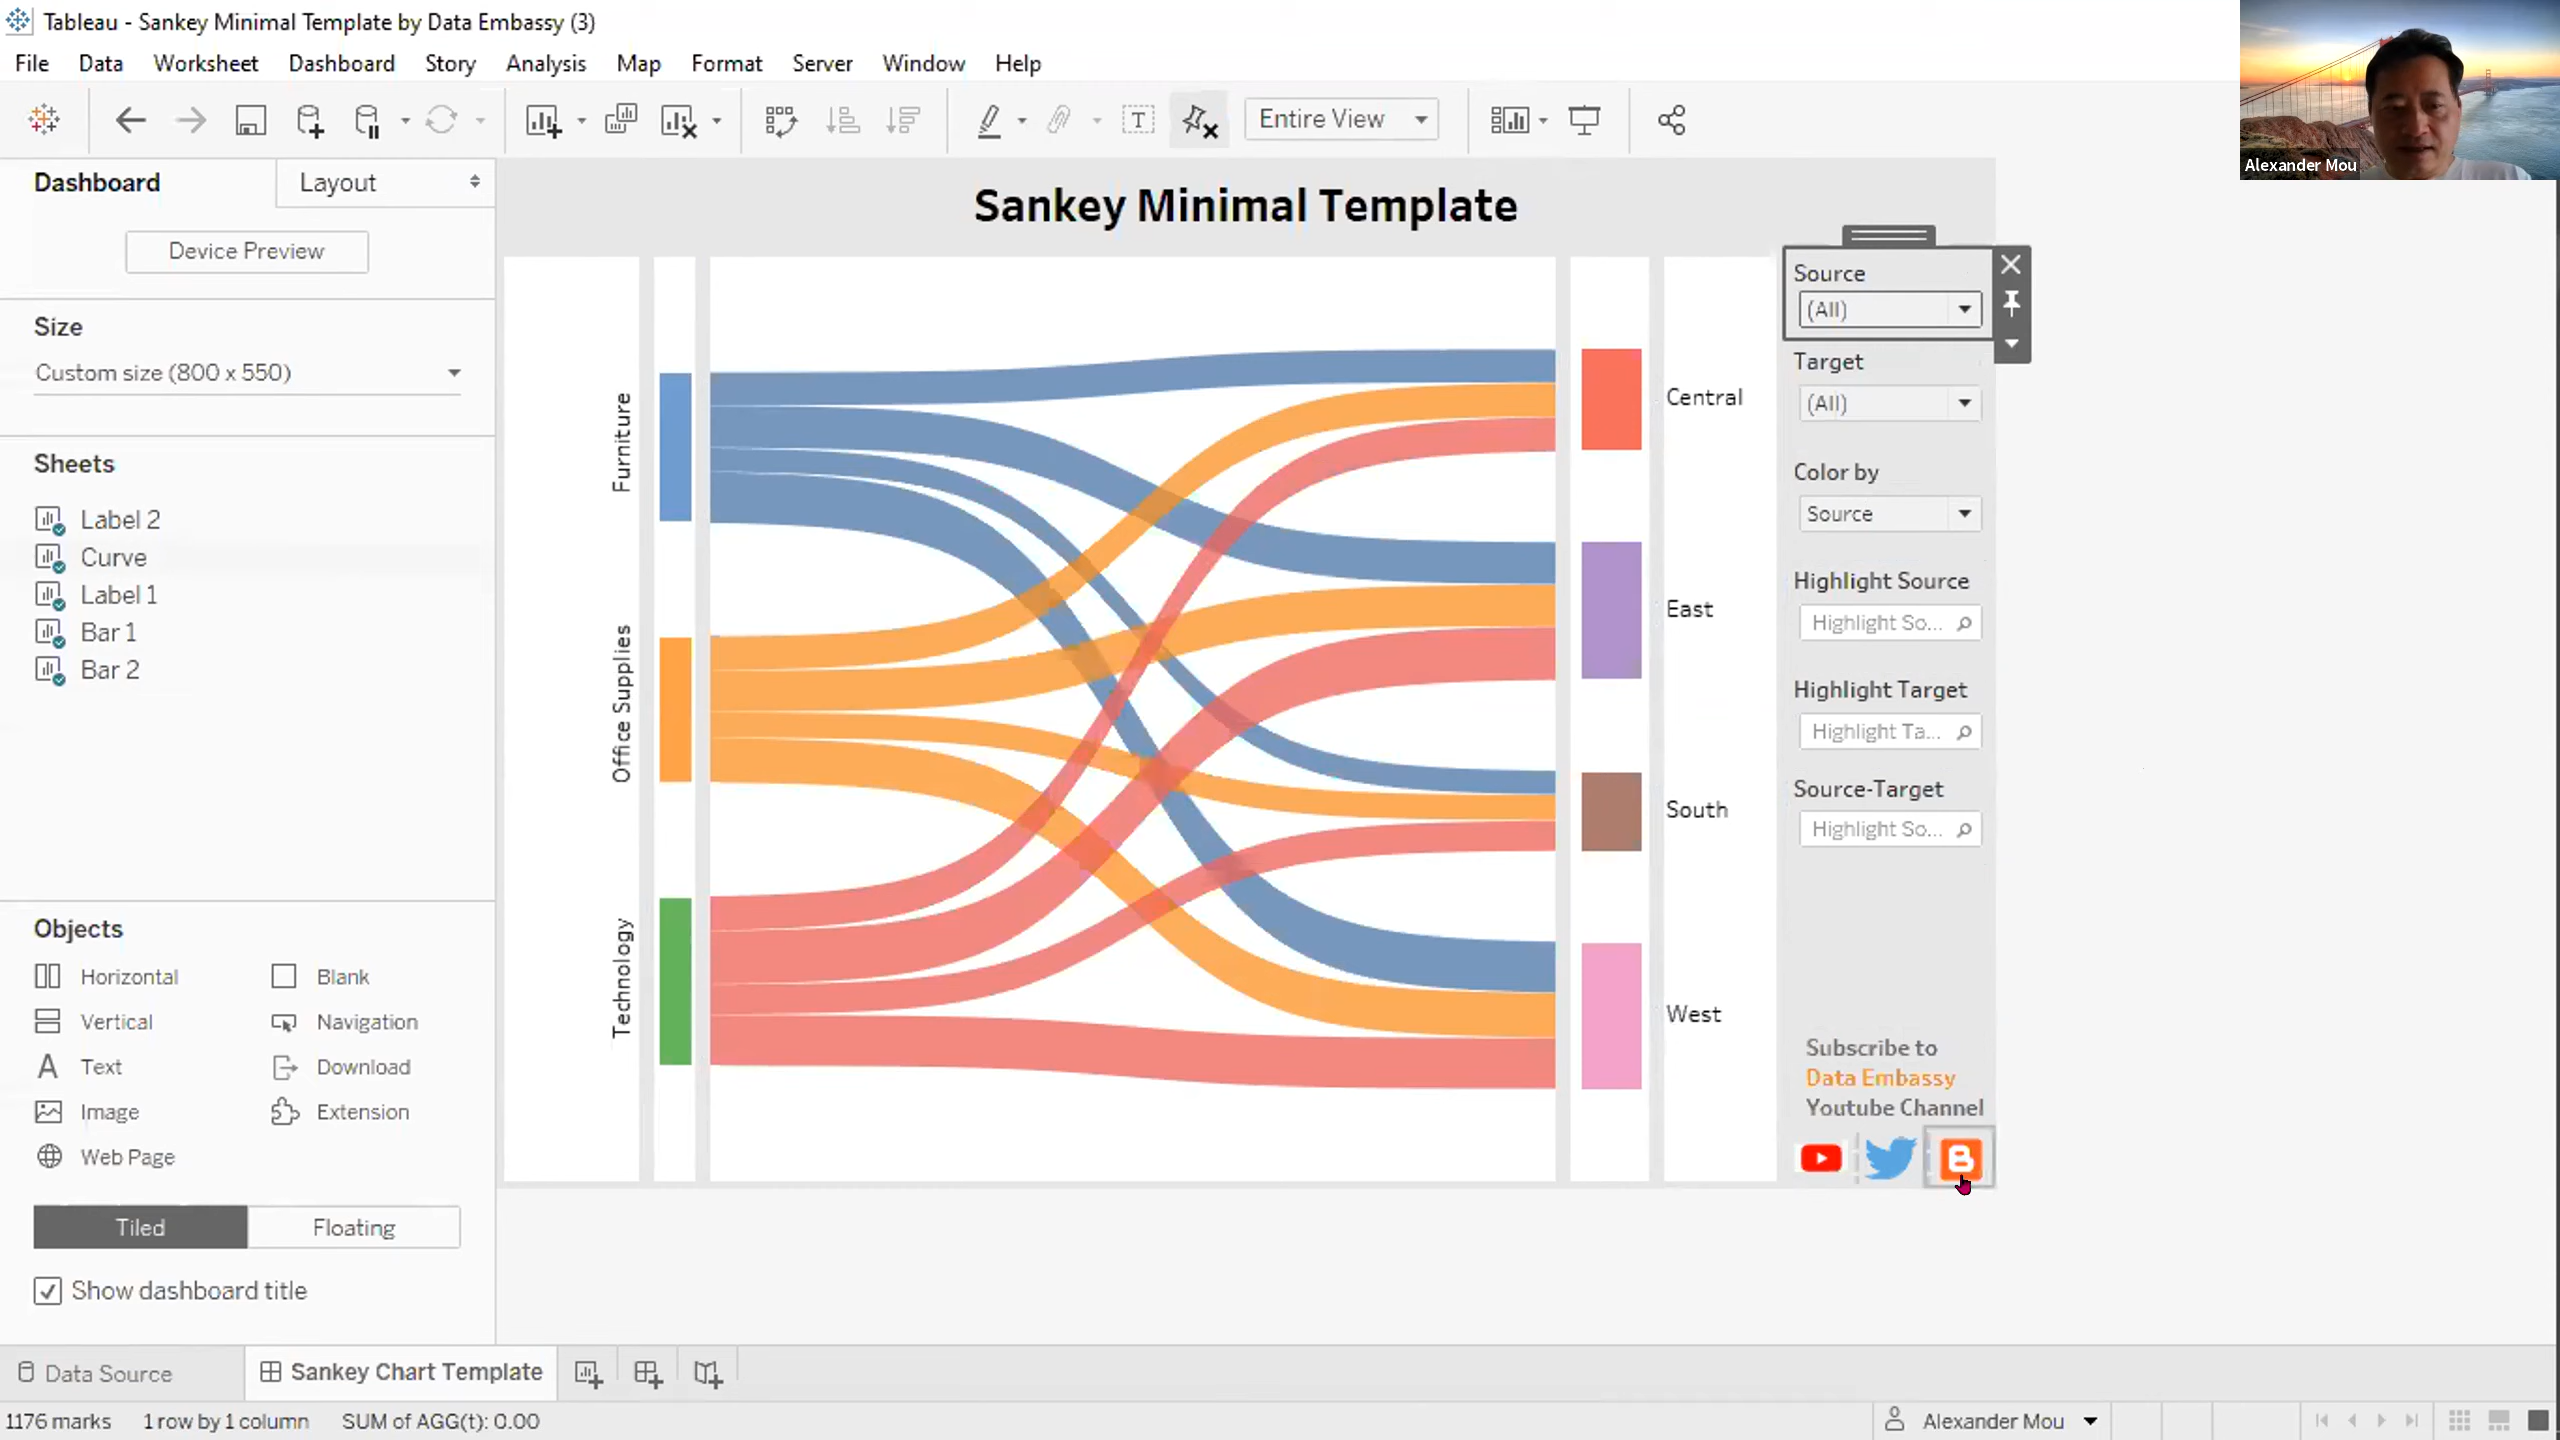 Tableau - Sankey Minimal Template by Data Embassy (3)
File Data Worksheet Dashboard Story Analysis Map Format Server Window Help
Alexander Mou
Entire View
Dashboard
Layout
Device Preview
Size
Custom size (800 x 550)
Sheets
Label 2
Curve
Label 1
Bar 1
Bar 2
Objects
Horizontal
Blank
Vertical
Navigation
Text
Download
Image
Extension
Web Page
Tiled
Floating
Show dashboard title
Sankey Minimal Template
Furniture
Office Supplies
Technology
Central
East
South
West
Source
(All)
Target
(All)
Color by
Source
Highlight Source
Highlight So...
Highlight Target
Highlight Ta...
Source-Target
Highlight So...
Subscribe to
Data Embassy
Youtube Channel
Data Source
Sankey Chart Template
1176 marks 1 row by 1 column SUM of AGG(t): 0.00
Alexander Mou